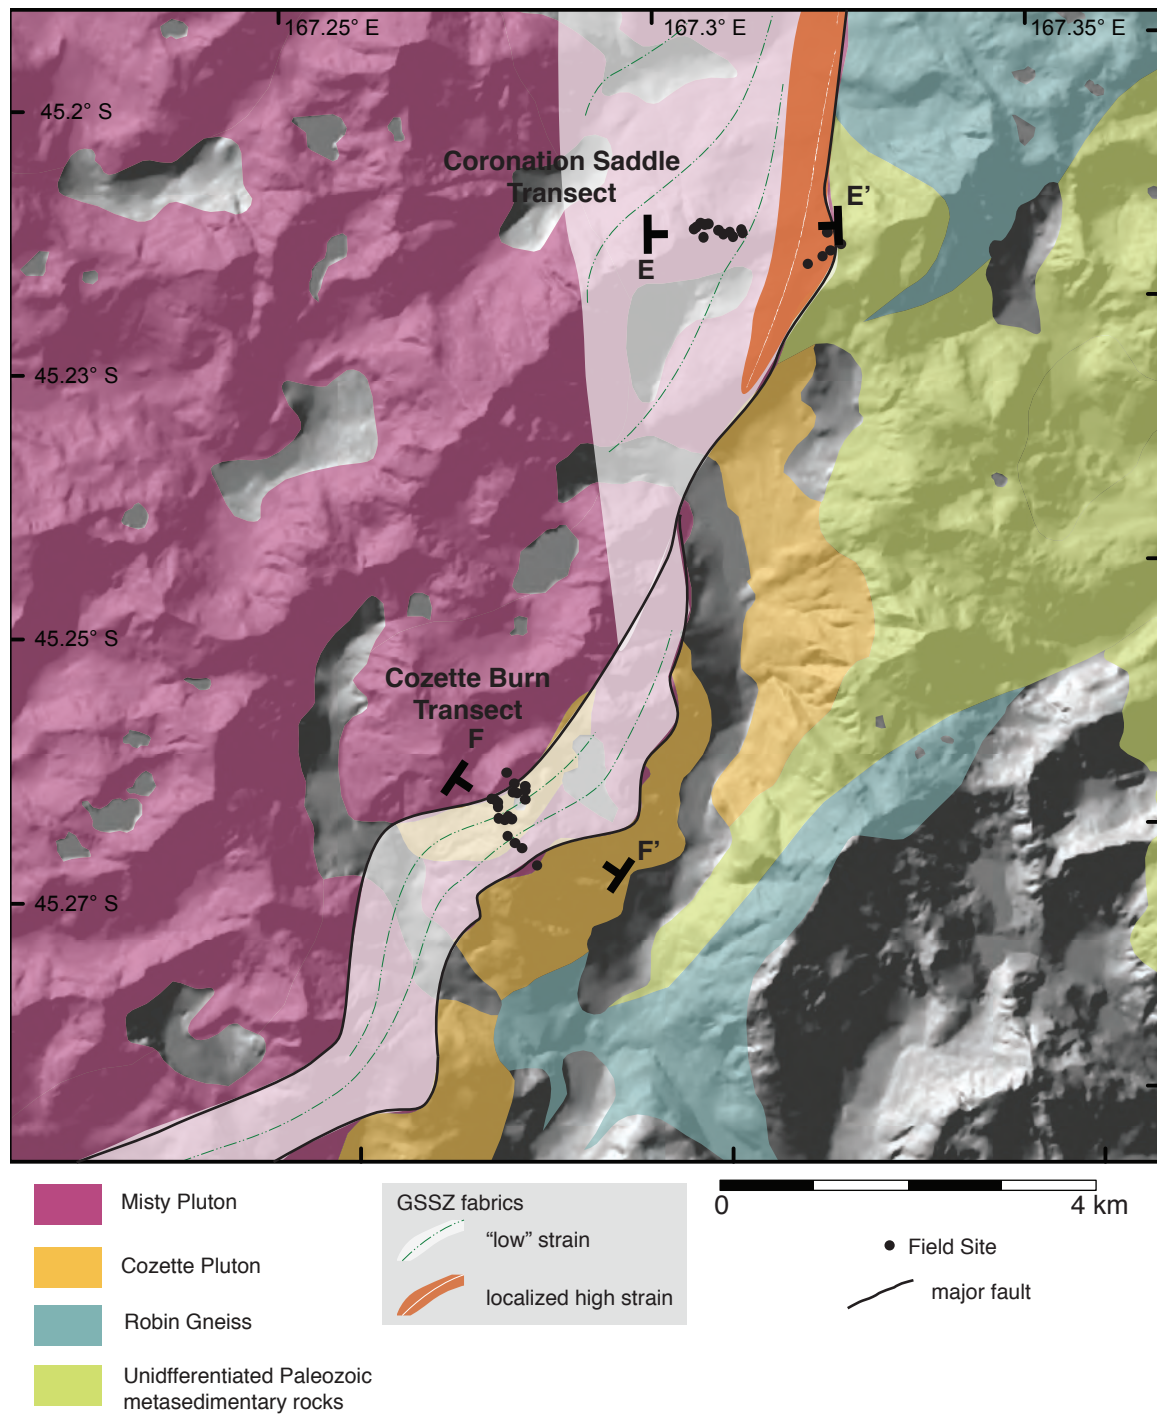 167.25° E
167.3° E
167.35° E
45.2° S
Coronation Saddle
Transect
E'
E
45.23° S
45.25° S
Cozette Burn
Transect
F
F'
45.27° S
Misty Pluton
Cozette Pluton
Robin Gneiss
Unidfferentiated Paleozoic
metasedimentary rocks
GSSZ fabrics
“low” strain
localized high strain
0
4 km
Field Site
major fault